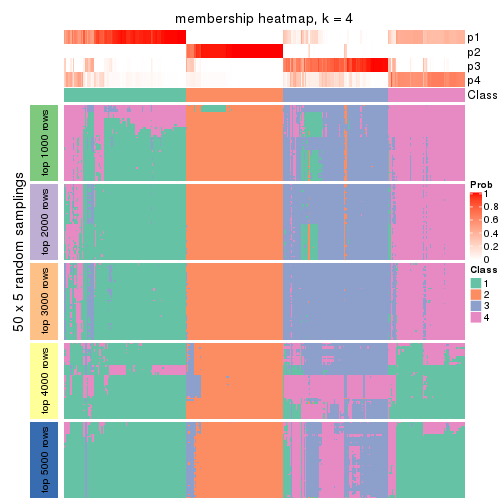 membership heatmap, k = 4
p1
p2
p3
p4
Class
50 x 5 random samplings
top 1000 rows
top 2000 rows
top 3000 rows
top 4000 rows
top 5000 rows
Prob
1
0.8
0.6
0.4
0.2
0
Class
1
2
3
4